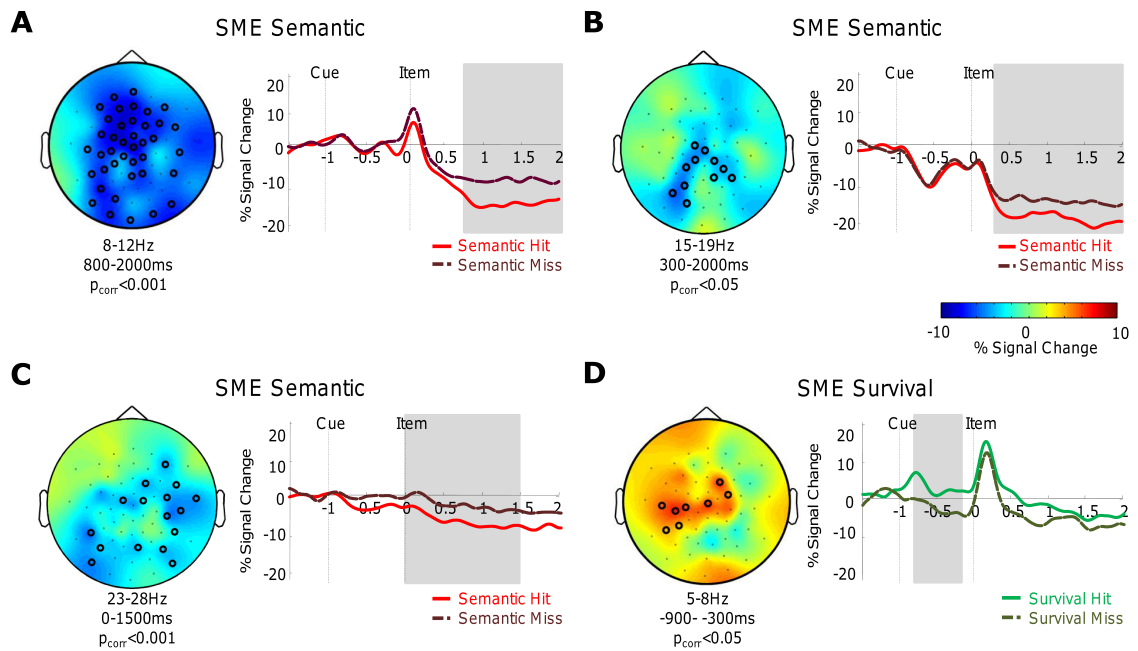 A
SME Semantic
% Signal Change
20
10
0
-10
-20
Cue
Item
-1
-0.5
0
0.5
1
1.5
2
8-12Hz
800-2000ms
pcorr<0.001
Semantic Hit
Semantic Miss
B
SME Semantic
% Signal Change
20
10
0
-10
-20
Cue
Item
-1
-0.5
0
0.5
1
1.5
2
15-19Hz
300-2000ms
pcorr<0.05
Semantic Hit
Semantic Miss
-10
0
10
% Signal Change
C
SME Semantic
% Signal Change
20
10
0
-10
-20
Cue
Item
-1
-0.5
0
0.5
1
1.5
2
23-28Hz
0-1500ms
pcorr<0.001
Semantic Hit
Semantic Miss
D
SME Survival
% Signal Change
20
10
0
-10
-20
Cue
Item
-1
-0.5
0
0.5
1
1.5
2
5-8Hz
-900- -300ms
pcorr<0.05
Survival Hit
Survival Miss